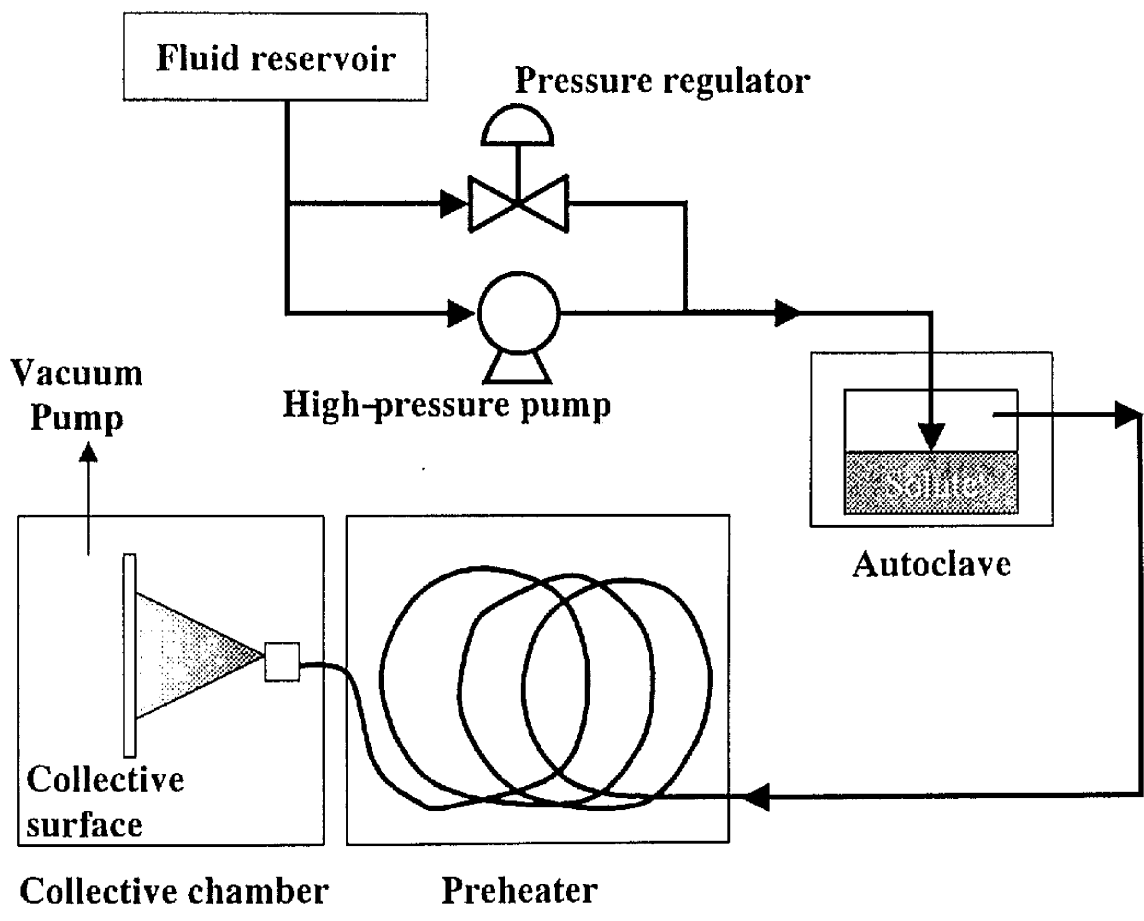 Fluid reservoir
Pressure regulator
High-pressure pump
Vacuum
Pump
Solute
Autoclave
Collective
surface
Collective chamber
Preheater